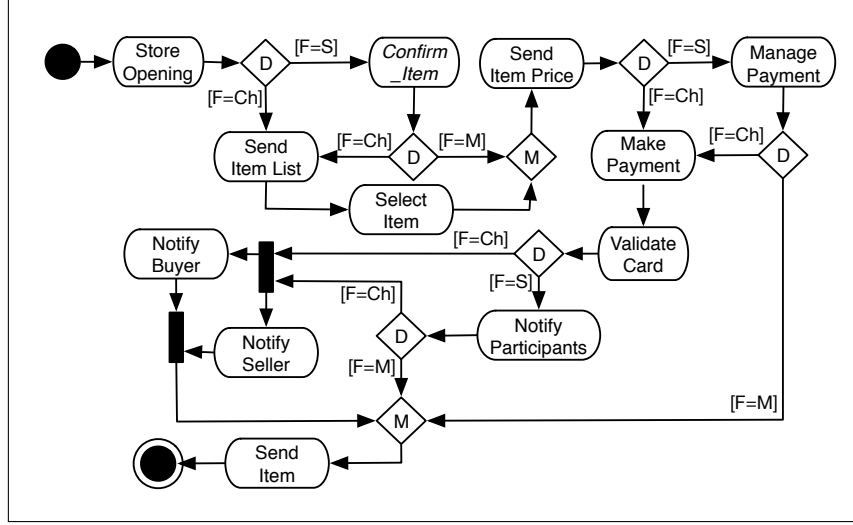 Store
Opening
D
[F=S]
Confirm
_Item
Send
Item Price
D
[F=S]
Manage
Payment
[F=Ch]
[F=Ch]
Send
Item List
[F=Ch]
D
[F=M]
M
Make
Payment
[F=Ch]
D
Select
Item
Notify
Buyer
[F=Ch]
D
Validate
Card
[F=S]
[F=Ch]
Notify
Seller
D
Notify
Participants
[F=M]
[F=M]
M
Send
Item